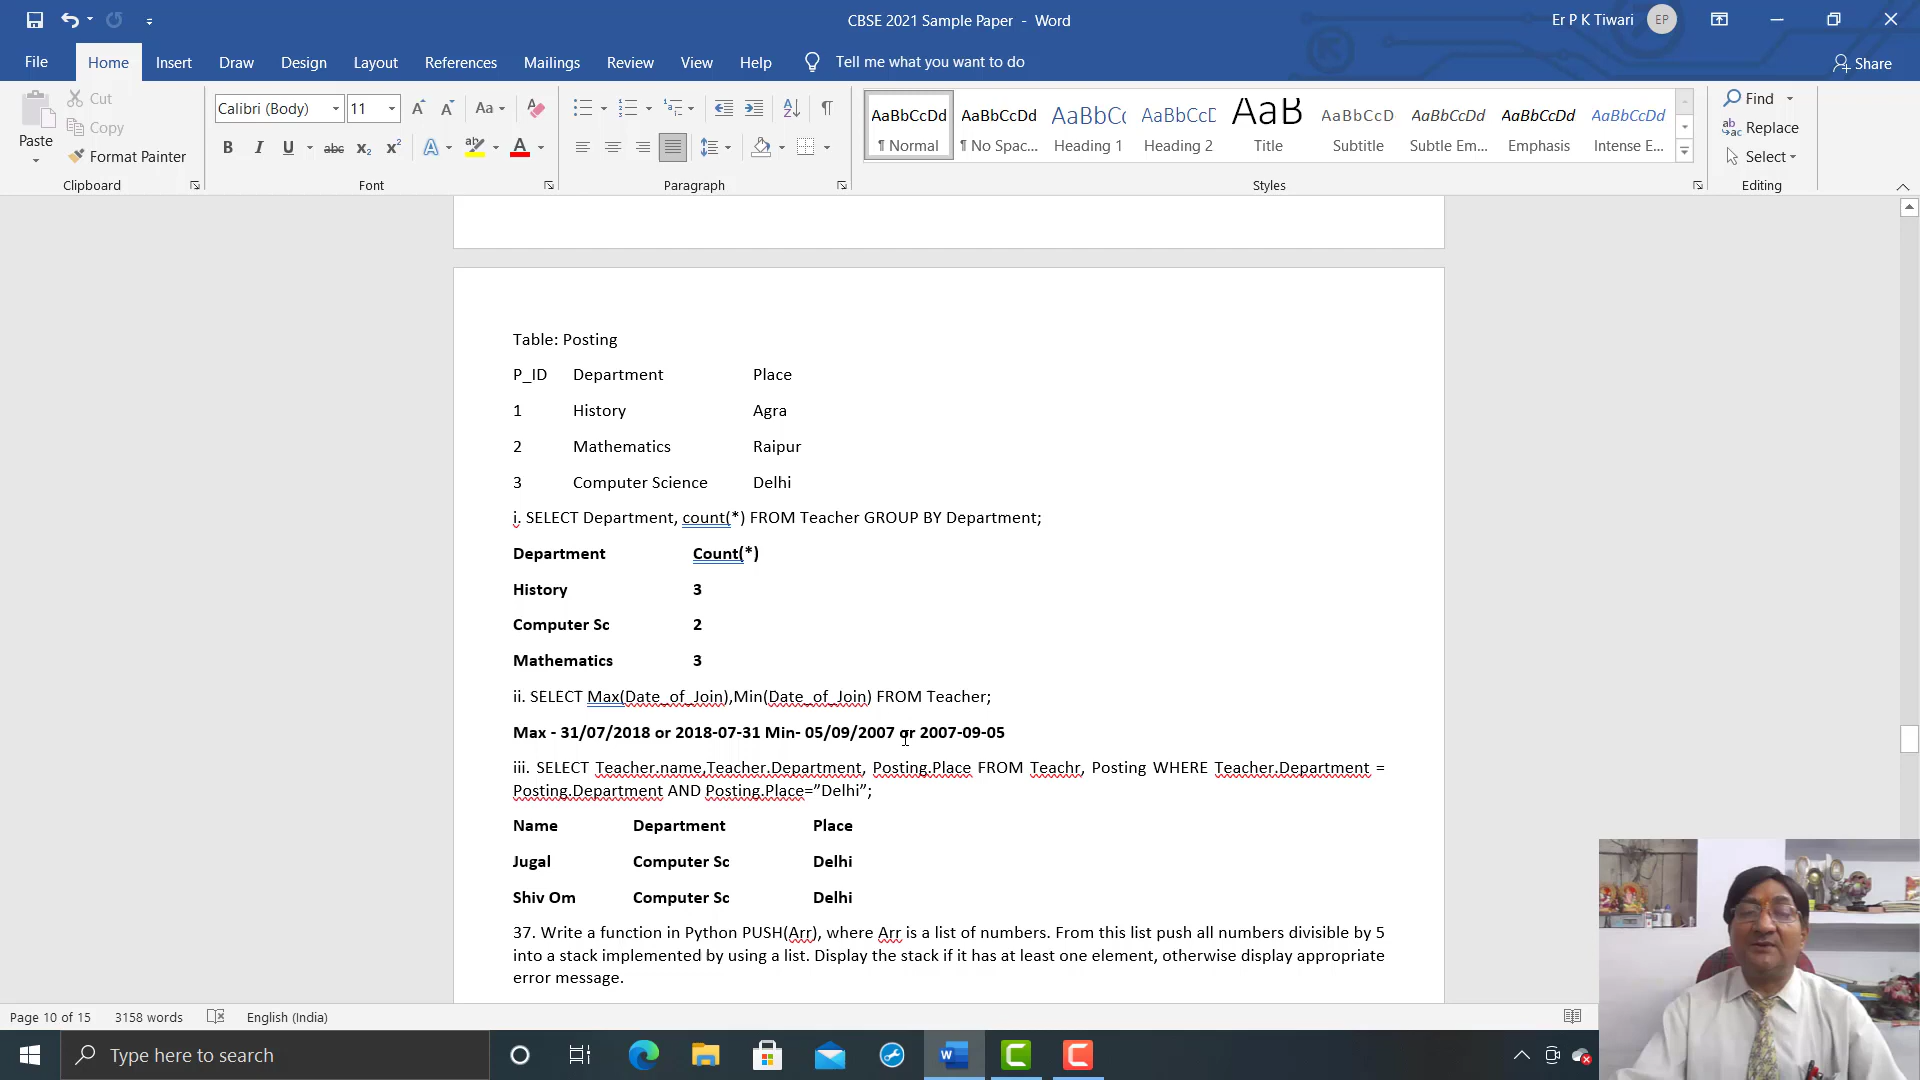 CBSE 2021 Sample Paper - Word
Er P K Tiwari
EP
File Home Insert Draw Design Layout References Mailings Review View Help Tell me what you want to do Share
Paste
Cut
Copy
Format Painter
Clipboard
Calibri (Body) 11
Font
Paragraph
AaBbCcDd AaBbCcDd AaBbC AaBbCcD AaB AaBbCcD AaBbCcDd AaBbCcDd AaBbCcDd
¶ Normal ¶ No Spac... Heading 1 Heading 2 Title Subtitle Subtle Em... Emphasis Intense E...
Styles
Find
Replace
Select
Editing
Table: Posting
P_ID Department Place
1 History Agra
2 Mathematics Raipur
3 Computer Science Delhi
i. SELECT Department, count(*) FROM Teacher GROUP BY Department;
Department Count(*)
History 3
Computer Sc 2
Mathematics 3
ii. SELECT Max(Date_of_Join),Min(Date_of_Join) FROM Teacher;
Max - 31/07/2018 or 2018-07-31 Min- 05/09/2007 or 2007-09-05
iii. SELECT Teacher.name,Teacher.Department, Posting.Place FROM Teachr, Posting WHERE Teacher.Department =
Posting.Department AND Posting.Place=”Delhi”;
Name Department Place
Jugal Computer Sc Delhi
Shiv Om Computer Sc Delhi
37. Write a function in Python PUSH(Arr), where Arr is a list of numbers. From this list push all numbers divisible by 5
into a stack implemented by using a list. Display the stack if it has at least one element, otherwise display appropriate
error message.
Page 10 of 15 3158 words English (India)
Type here to search